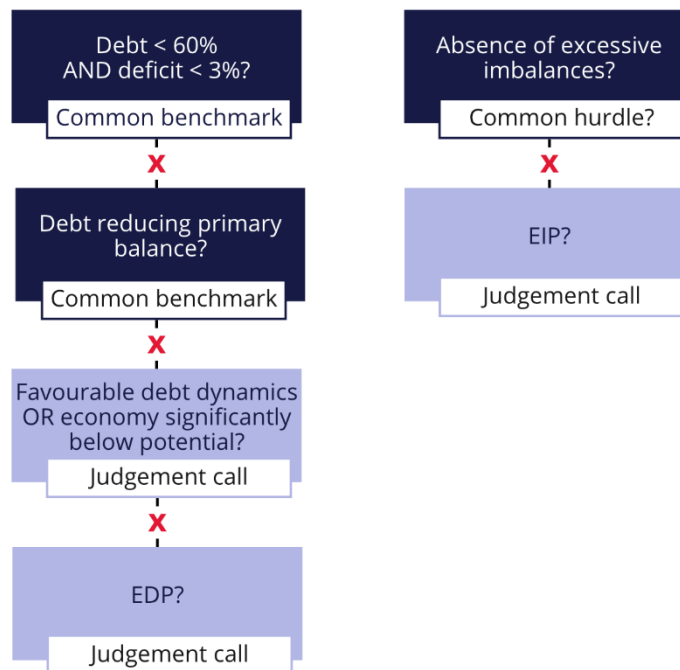 Debt < 60%
AND deficit < 3%?
Common benchmark
X
Debt reducing primary
balance?
Common benchmark
X
Favourable debt dynamics
OR economy significantly
below potential?
Judgement call
X
EDP?
Judgement call
Absence of excessive
imbalances?
Common hurdle?
X
EIP?
Judgement call